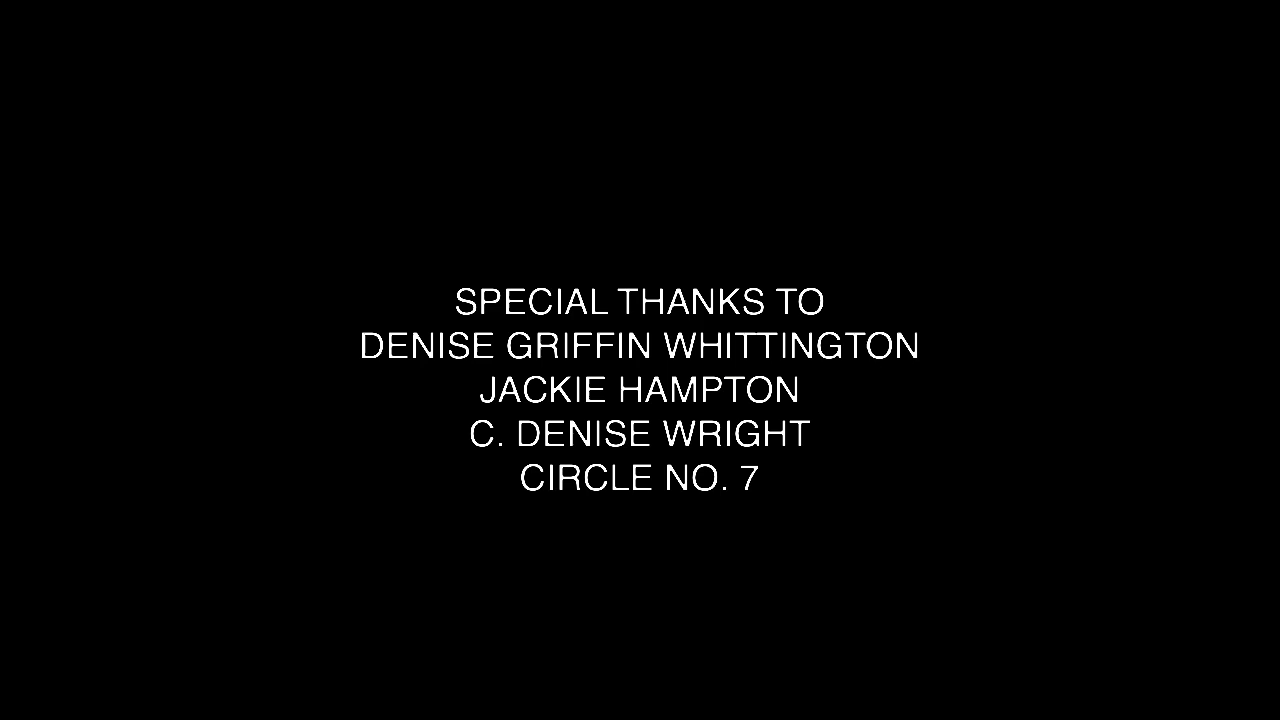 SPECIAL THANKS TO
DENISE GRIFFIN WHITTINGTON
JACKIE HAMPTON
C. DENISE WRIGHT
CIRCLE NO. 7